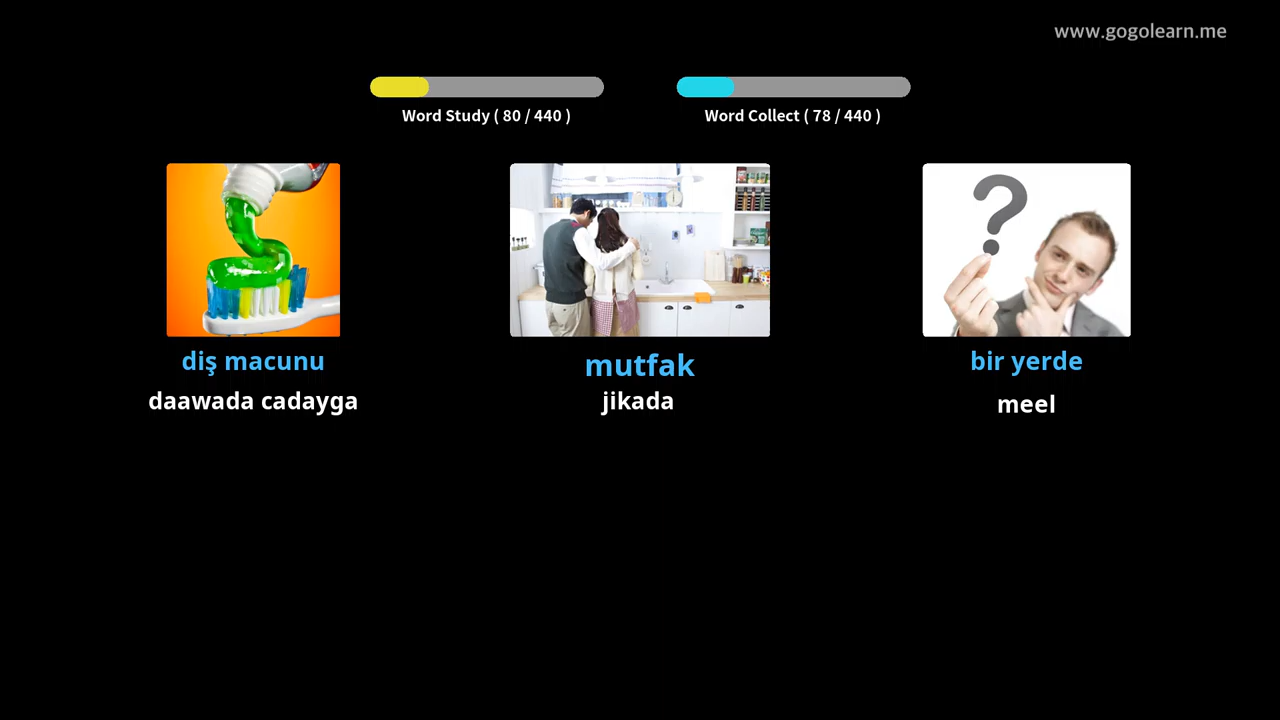 www.gogolearn.me
Word Study ( 80 / 440 )
Word Collect ( 78 / 440 )
diş macunu
daawada cadayga
mutfak
jikada
bir yerde
meel